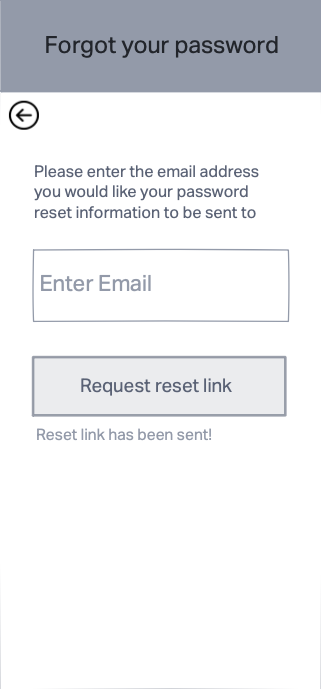 Forgot your password
Please enter the email address
you would like your password
reset information to be sent to
Enter Email
Request reset link
Reset link has been sent!